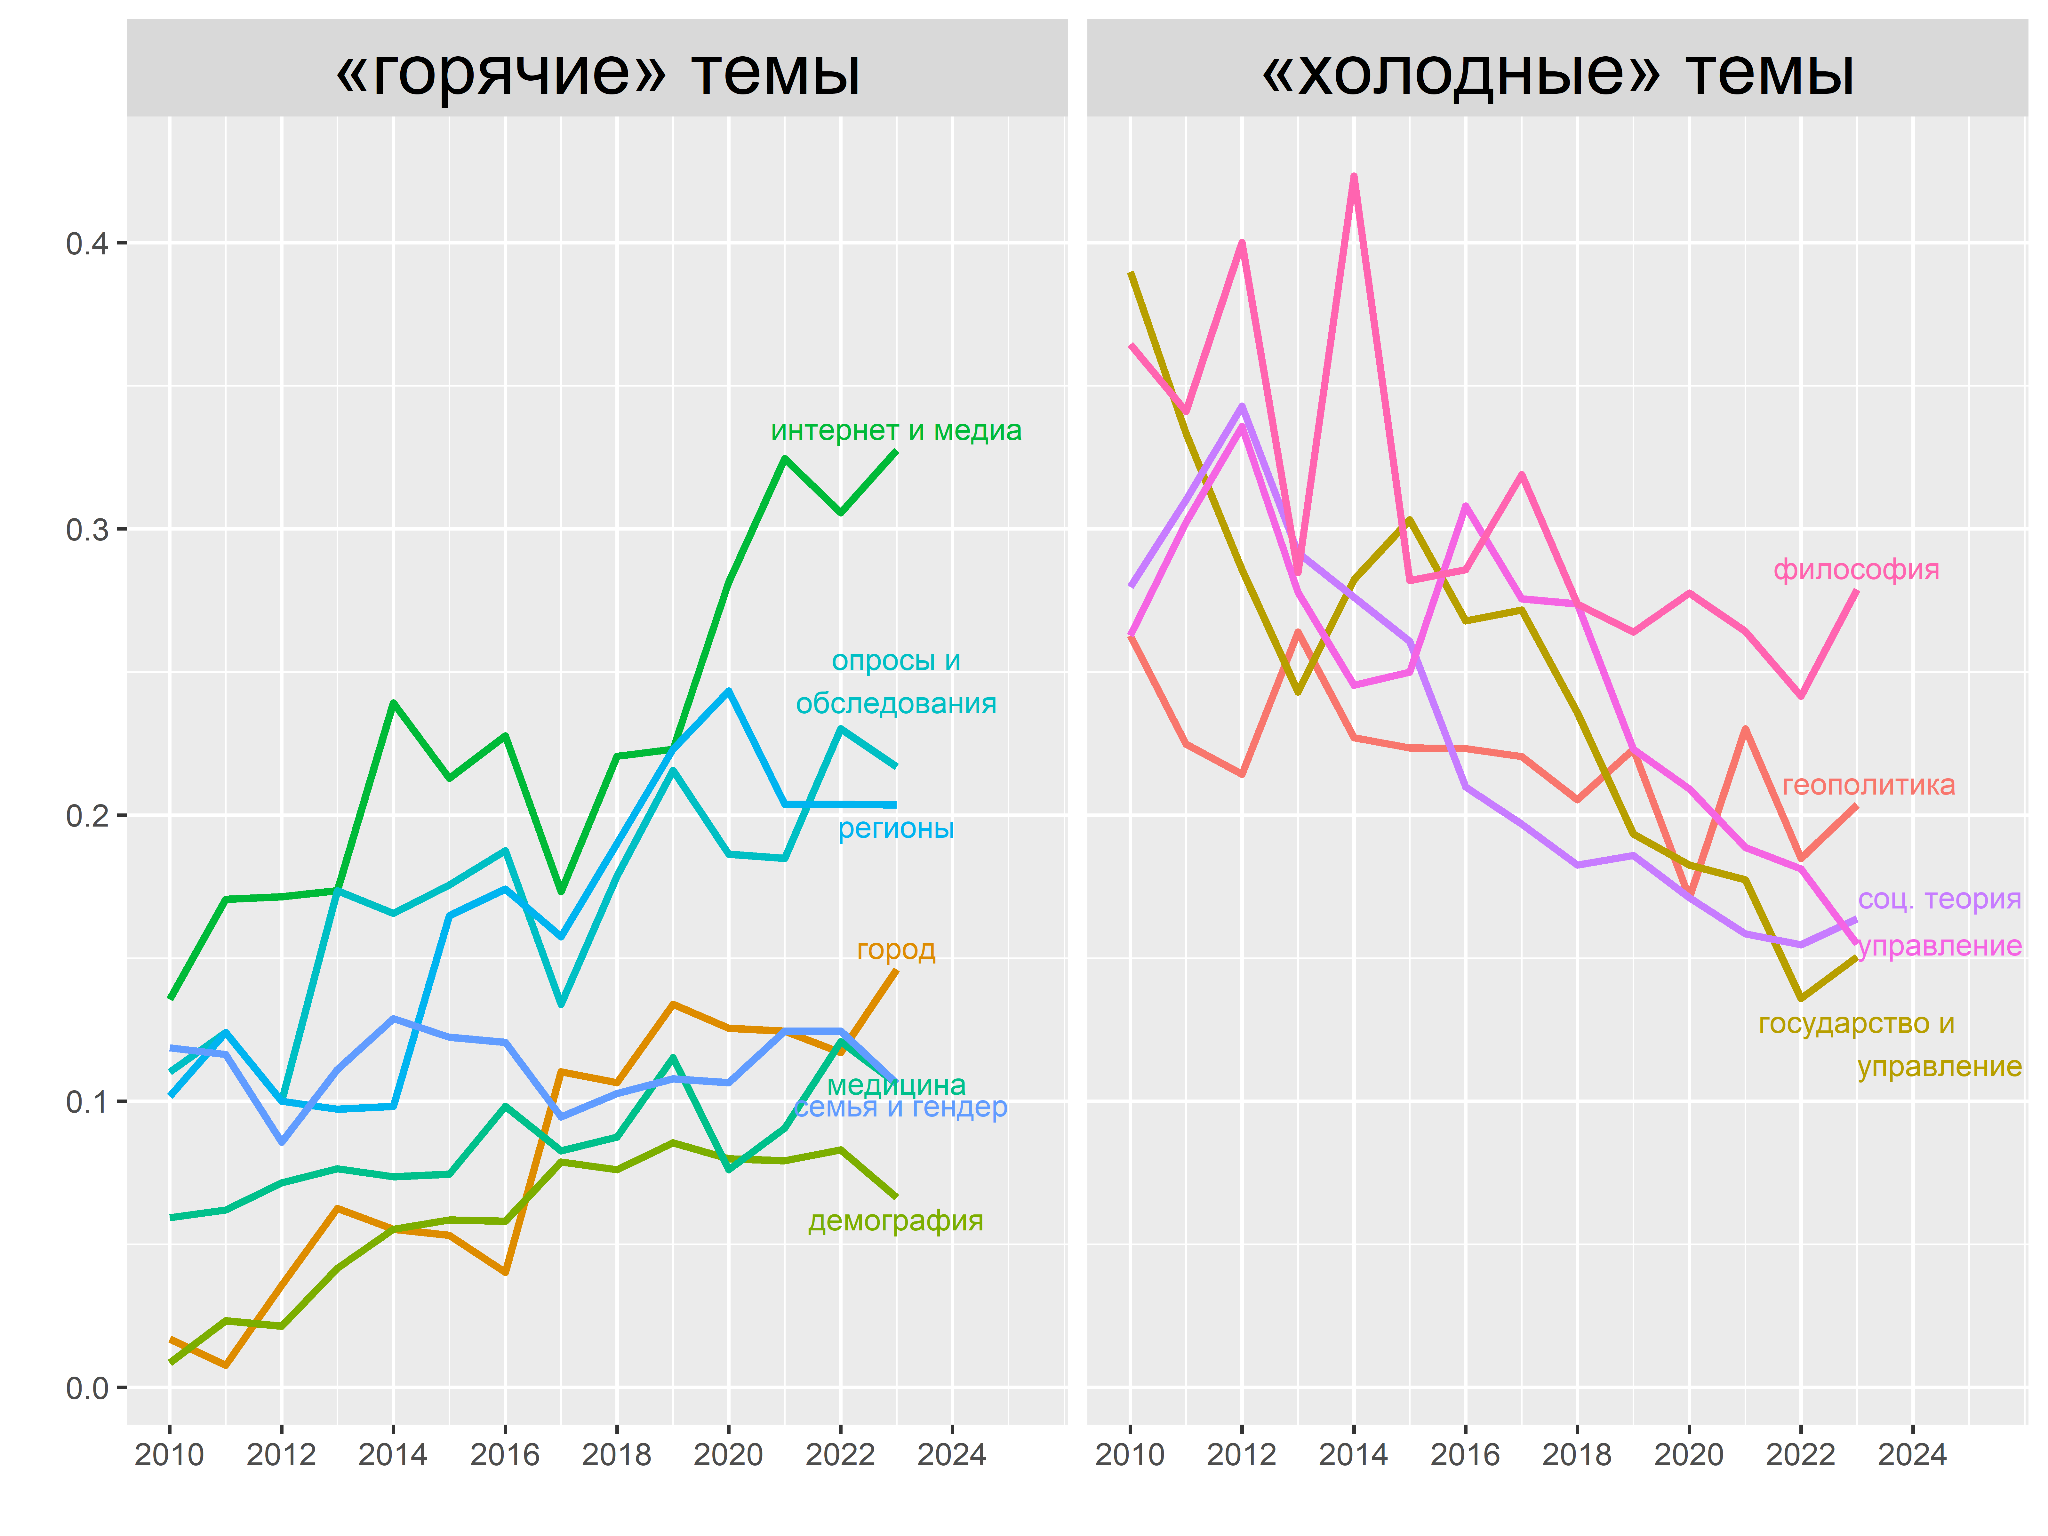 «горячие» темы
«холодные» темы
0.4
0.3
0.2
0.1
0.0
интернет и медиа
опросы и
обследования
регионы
город
медицина
семья и гендер
демография
2010 2012 2014 2016 2018 2020 2022 2024
философия
геополитика
соц. теория
управление
государство и
управление
2010 2012 2014 2016 2018 2020 2022 2024